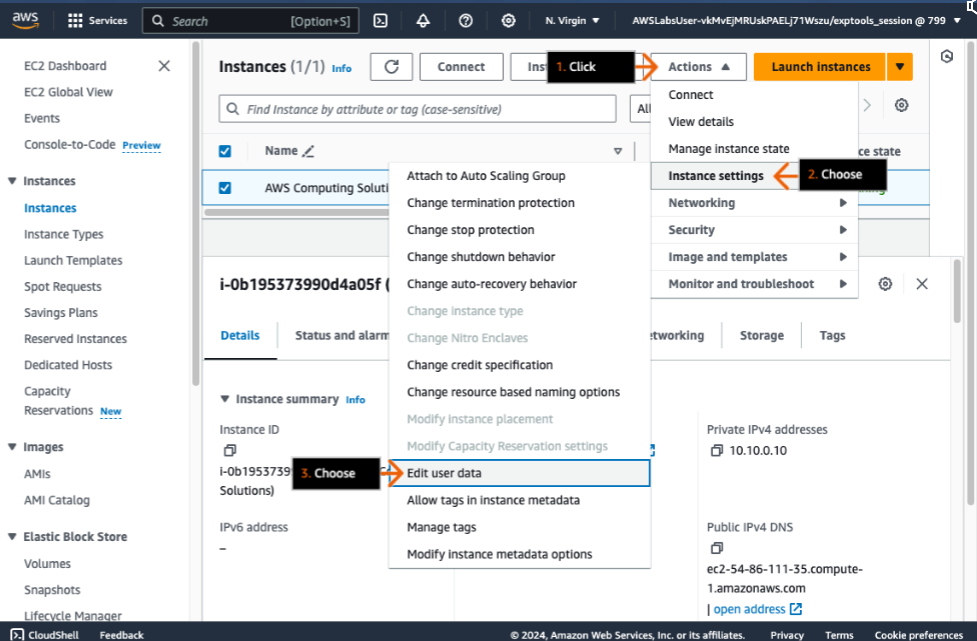 aws
Services
Search
[Option+S]
N. Virgin
AWSLabsUser-vkMvEjMRUskPAELj71Wszu/exptools_session @ 799
EC2 Dashboard
EC2 Global View
Events
Console-to-Code Preview
Instances
Instances
Instance Types
Launch Templates
Spot Requests
Savings Plans
Reserved Instances
Dedicated Hosts
Capacity
Reservations New
Images
AMIs
AMI Catalog
Elastic Block Store
Volumes
Snapshots
Lifecycle Manager
Instances (1/1) Info
Connect
1. Click
Actions
Launch instances
Find Instance by attribute or tag (case-sensitive)
Name
AWS Computing Soluti
Connect
View details
Manage instance state
Instance settings
2. Choose
Networking
Security
Image and templates
Monitor and troubleshoot
Attach to Auto Scaling Group
Change termination protection
Change stop protection
Change shutdown behavior
Change auto-recovery behavior
Change instance type
Change Nitro Enclaves
Change credit specification
Change resource based naming options
Modify instance placement
Modify Capacity Reservation settings
3. Choose
Edit user data
Allow tags in instance metadata
Manage tags
Modify instance metadata options
i-0b195373990d4a05f (
Details
Status and alarm
etworking
Storage
Tags
Instance summary Info
Instance ID
i-0b1953739
Solutions)
IPv6 address
–
Private IPv4 addresses
10.10.0.10
Public IPv4 DNS
ec2-54-86-111-35.compute-
1.amazonaws.com
| open address
CloudShell
Feedback
© 2024, Amazon Web Services, Inc. or its affiliates.
Privacy
Terms
Cookie preferences